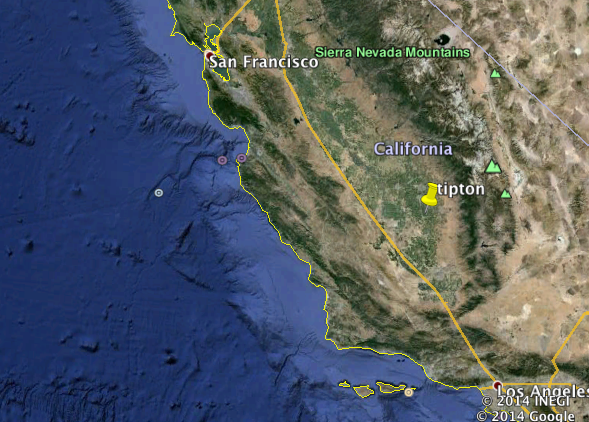 Sierra Nevada Mountains
San Francisco
California
tipton
Los Angeles
© 2014 INEGI
© 2014 Google